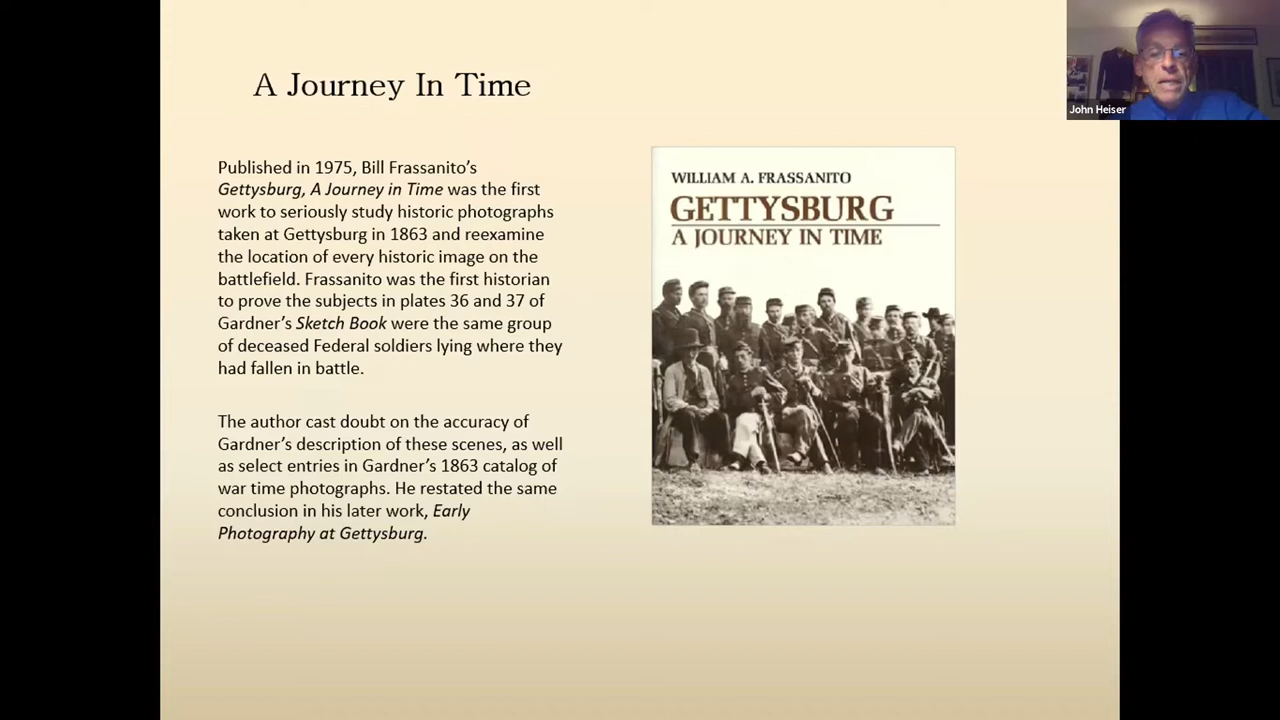 A Journey In Time
John Heiser
Published in 1975, Bill Frassanito’s
Gettysburg, A Journey in Time was the first
work to seriously study historic photographs
taken at Gettysburg in 1863 and reexamine
the location of every historic image on the
battlefield. Frassanito was the first historian
to prove the subjects in plates 36 and 37 of
Gardner’s Sketch Book were the same group
of deceased Federal soldiers lying where they
had fallen in battle.
The author cast doubt on the accuracy of
Gardner’s description of these scenes, as well
as select entries in Gardner’s 1863 catalog of
war time photographs. He restated the same
conclusion in his later work, Early
Photography at Gettysburg.
WILLIAM A. FRASSANITO
GETTYSBURG
A JOURNEY IN TIME